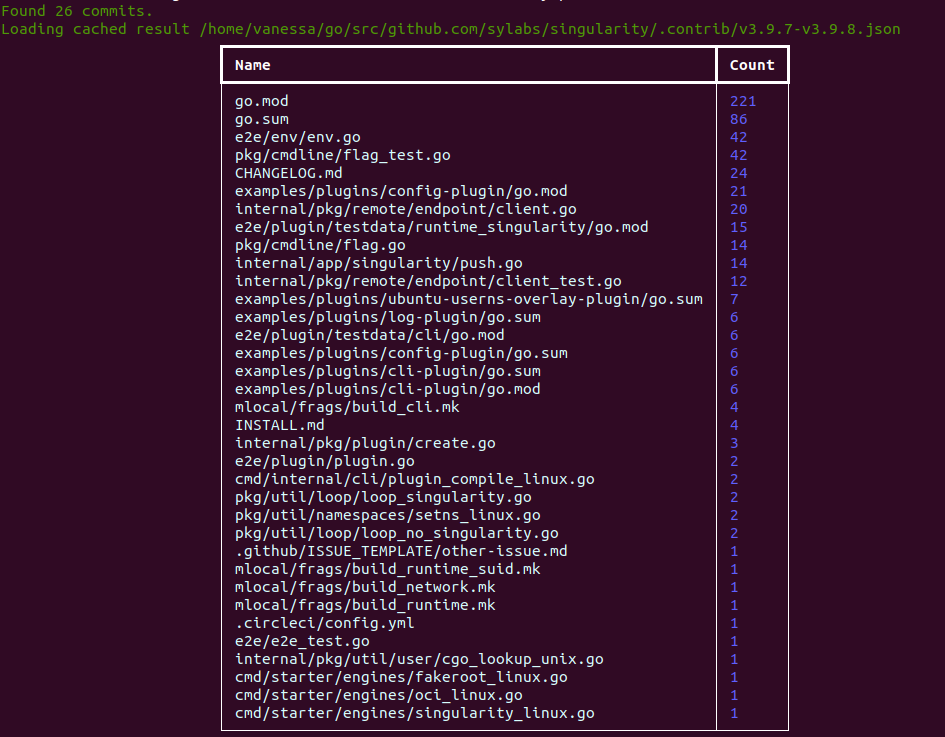 Found 26 commits.
Loading cached result /home/vanessa/go/src/github.com/sylabs/singularity/.contrib/v3.9.7-v3.9.8.json
Name Count
go.mod 221
go.sum 86
e2e/env/env.go 42
pkg/cmdline/flag_test.go 42
CHANGELOG.md 24
examples/plugins/config-plugin/go.mod 21
internal/pkg/remote/endpoint/client.go 20
e2e/plugin/testdata/runtime_singularity/go.mod 15
pkg/cmdline/flag.go 14
internal/app/singularity/push.go 14
internal/pkg/remote/endpoint/client_test.go 12
examples/plugins/ubuntu-userns-overlay-plugin/go.sum 7
examples/plugins/log-plugin/go.sum 6
e2e/plugin/testdata/cli/go.mod 6
examples/plugins/config-plugin/go.sum 6
examples/plugins/cli-plugin/go.sum 6
examples/plugins/cli-plugin/go.mod 6
mlocal/frags/build_cli.mk 4
INSTALL.md 4
internal/pkg/plugin/create.go 3
e2e/plugin/plugin.go 2
cmd/internal/cli/plugin_compile_linux.go 2
pkg/util/loop/loop_singularity.go 2
pkg/util/namespaces/setns_linux.go 2
pkg/util/loop/loop_no_singularity.go 2
.github/ISSUE_TEMPLATE/other-issue.md 1
mlocal/frags/build_runtime_suid.mk 1
mlocal/frags/build_network.mk 1
mlocal/frags/build_runtime.mk 1
.circleci/config.yml 1
e2e/e2e_test.go 1
internal/pkg/util/user/cgo_lookup_unix.go 1
cmd/starter/engines/fakeroot_linux.go 1
cmd/starter/engines/oci_linux.go 1
cmd/starter/engines/singularity_linux.go 1